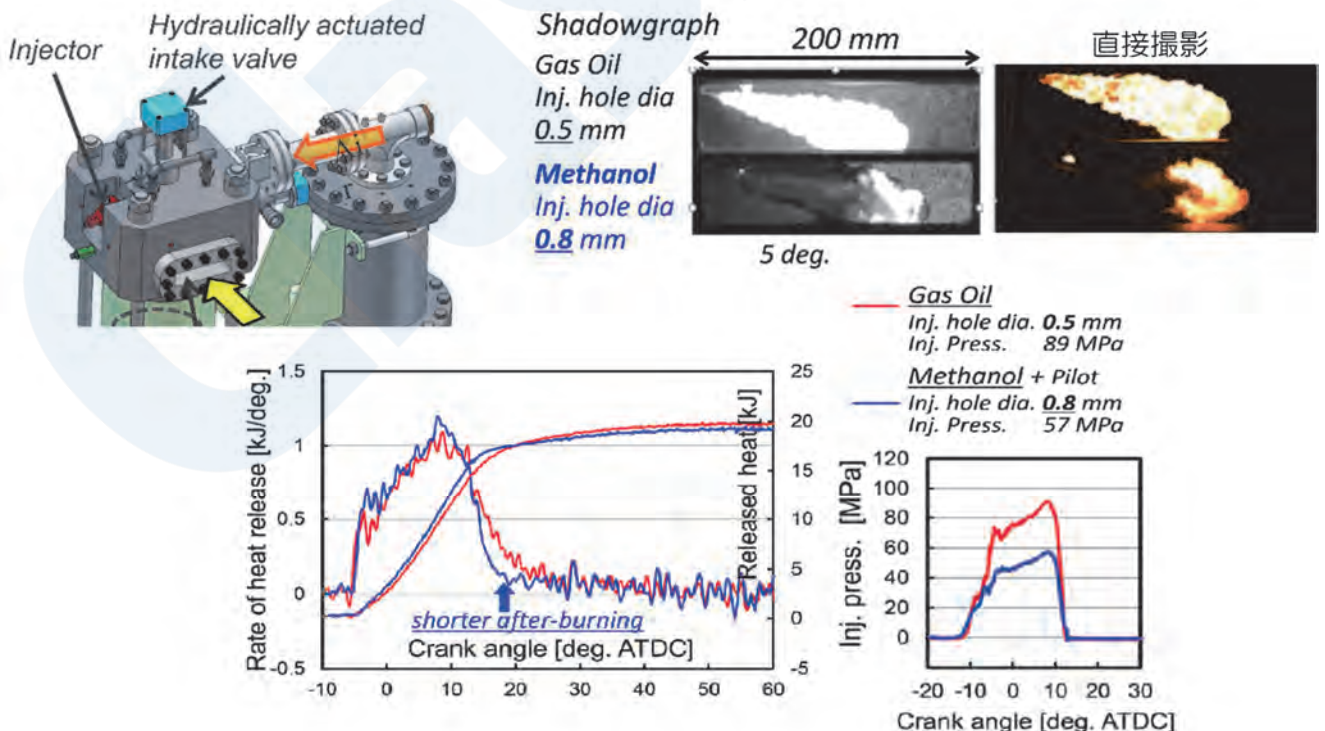 Injector
Hydraulically actuated
intake valve
Shadowgraph
Gas Oil
Inj. hole dia
0.5 mm
Methanol
Inj. hole dia
0.8 mm
200 mm
5 deg.
直接撮影
Gas Oil
Inj. hole dia. 0.5 mm
Inj. Press. 89 MPa
Methanol + Pilot
Inj. hole dia. 0.8 mm
Inj. Press. 57 MPa
Rate of heat release [kJ/deg.]
1.5
1
0.5
0
-0.5
Released heat [kJ]
25
20
15
10
5
0
-5
shorter after-burning
Crank angle [deg. ATDC]
-10 0 10 20 30 40 50 60
Inj. press. [MPa]
120
100
80
60
40
20
0
-20 -10 0 10 20 30
Crank angle [deg. ATDC]